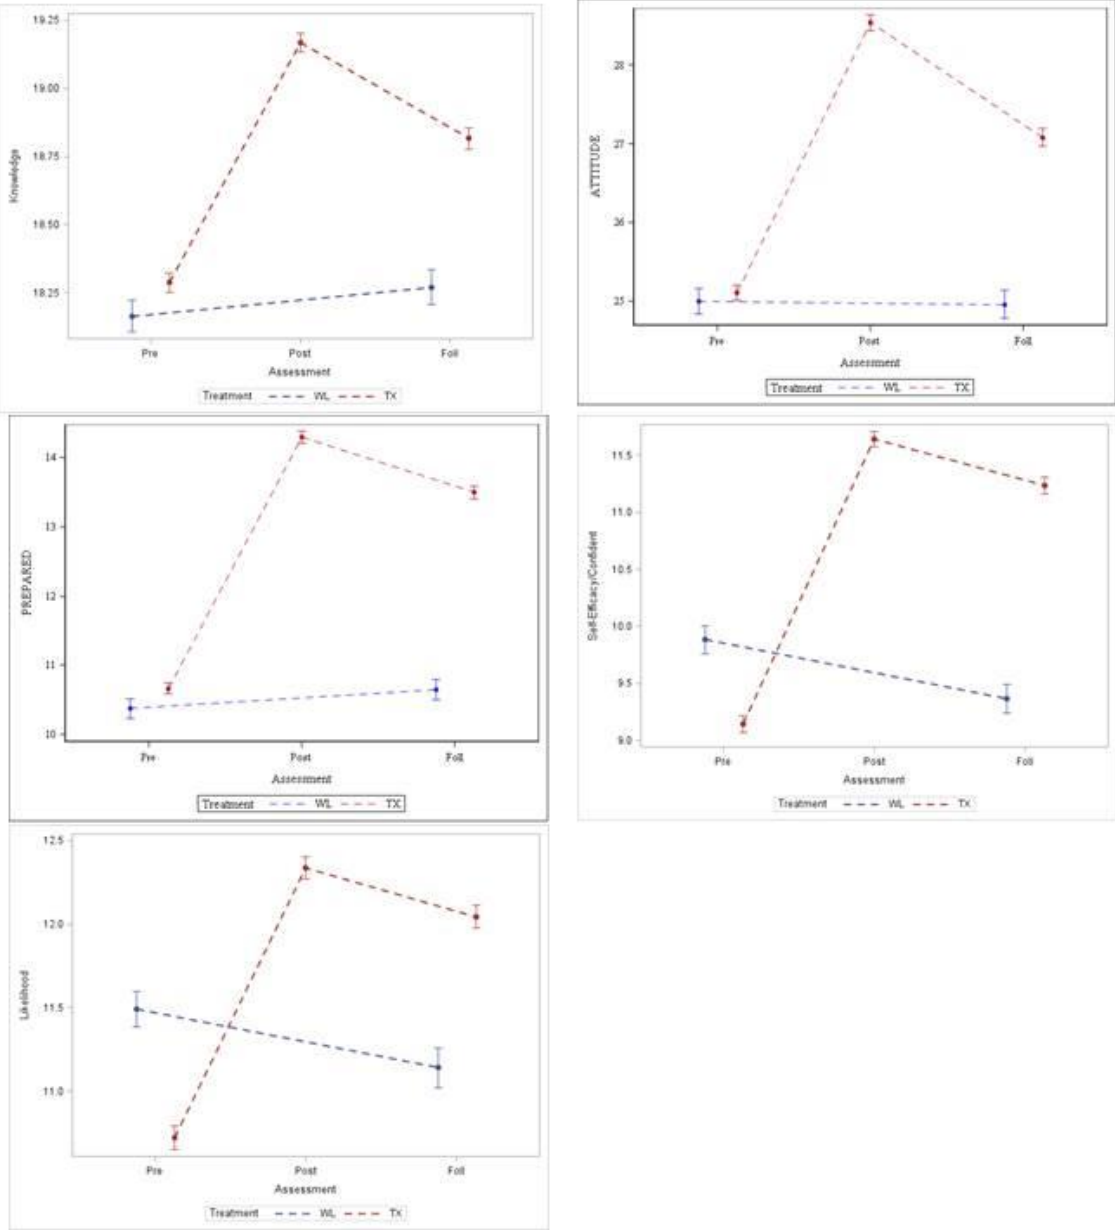 19.25
19.00
18.75
18.50
18.25
Knowledge
Pre Post Foll
Assessment
Treatment WL TX
28
27
26
25
ATTITUDE
Pre Post Foll
Assessment
Treatment WL TX
14
13
12
11
10
PREPARED
Pre Post Foll
Assessment
Treatment WL TX
11.5
11.0
10.5
10.0
9.5
9.0
Self-Efficacy/Confident
Pre Post Foll
Assessment
Treatment WL TX
12.5
12.0
11.5
11.0
Likelihood
Pre Post Foll
Assessment
Treatment WL TX